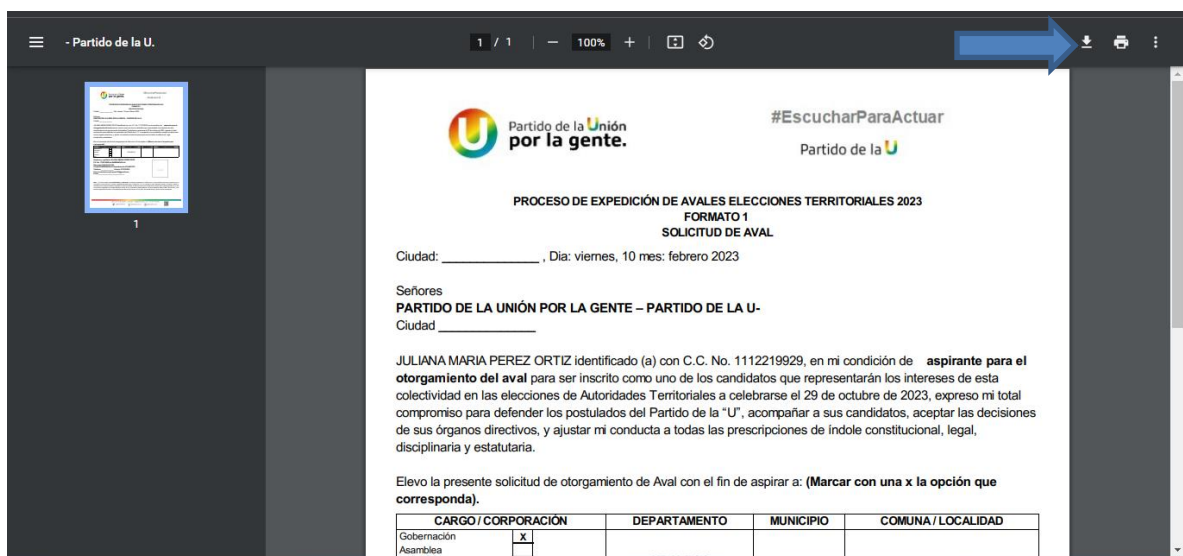 - Partido de la U.
1 / 1
100%
1
Partido de la Unión
por la gente.
#EscucharParaActuar
Partido de la U
PROCESO DE EXPEDICIÓN DE AVALES ELECCIONES TERRITORIALES 2023
FORMATO 1
SOLICITUD DE AVAL
Ciudad: _______________ , Dia: viernes, 10 mes: febrero 2023
Señores
PARTIDO DE LA UNIÓN POR LA GENTE – PARTIDO DE LA U-
Ciudad _______________
JULIANA MARIA PEREZ ORTIZ identificado (a) con C.C. No. 1112219929, en mi condición de aspirante para el
otorgamiento del aval para ser inscrito como uno de los candidatos que representarán los intereses de esta
colectividad en las elecciones de Autoridades Territoriales a celebrarse el 29 de octubre de 2023, expreso mi total
compromiso para defender los postulados del Partido de la “U”, acompañar a sus candidatos, aceptar las decisiones
de sus órganos directivos, y ajustar mi conducta a todas las prescripciones de índole constitucional, legal,
disciplinaria y estatutaria.
Elevo la presente solicitud de otorgamiento de Aval con el fin de aspirar a: (Marcar con una x la opción que
corresponda).
CARGO / CORPORACIÓN DEPARTAMENTO MUNICIPIO COMUNA / LOCALIDAD
Gobernación X
Asamblea